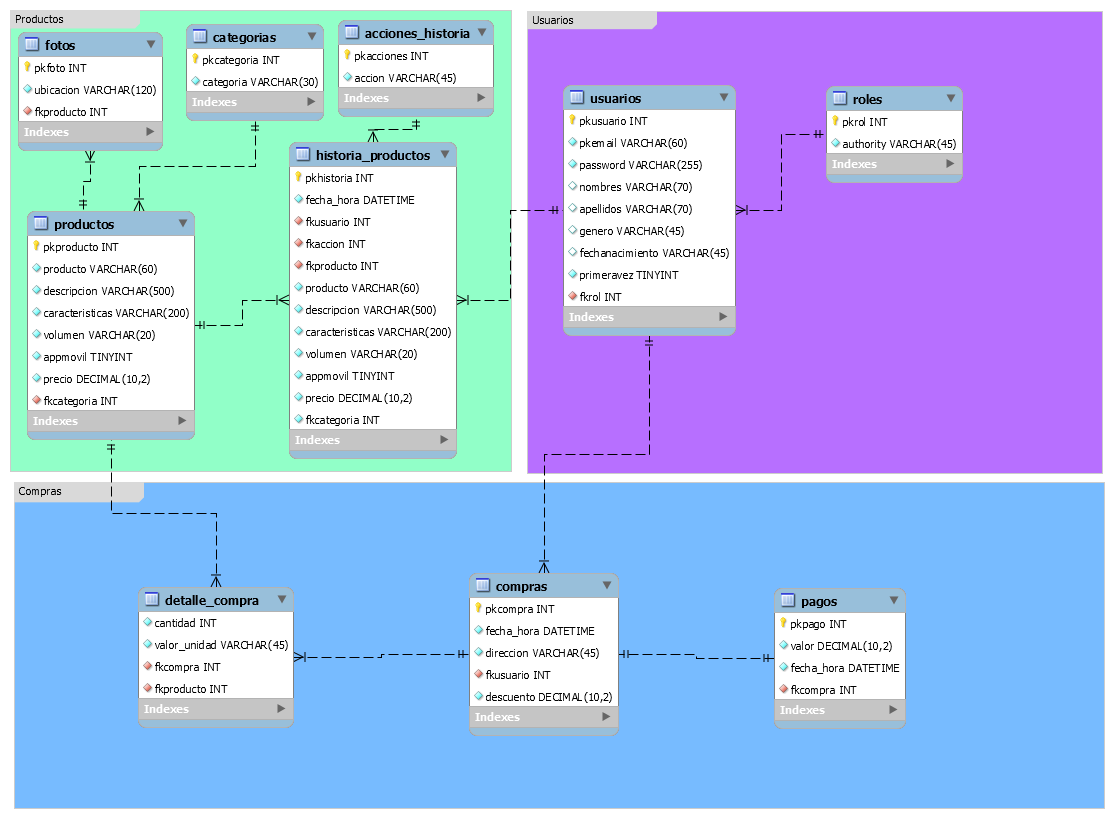 Productos
fotos
pkfoto INT
ubicacion VARCHAR(120)
fkproducto INT
Indexes
categorias
pkcategoria INT
categoria VARCHAR(30)
Indexes
acciones_historia
pkacciones INT
accion VARCHAR(45)
Indexes
productos
pkproducto INT
producto VARCHAR(60)
descripcion VARCHAR(500)
caracteristicas VARCHAR(200)
volumen VARCHAR(20)
appmovil TINYINT
precio DECIMAL(10,2)
fkcategoria INT
Indexes
historia_productos
pkhistoria INT
fecha_hora DATETIME
fkusuario INT
fkaccion INT
fkproducto INT
producto VARCHAR(60)
descripcion VARCHAR(500)
caracteristicas VARCHAR(200)
volumen VARCHAR(20)
appmovil TINYINT
precio DECIMAL(10,2)
fkcategoria INT
Indexes
Usuarios
usuarios
pkusuario INT
pkemail VARCHAR(60)
password VARCHAR(255)
nombres VARCHAR(70)
apellidos VARCHAR(70)
genero VARCHAR(45)
fechanacimiento VARCHAR(45)
primeravez TINYINT
fkrol INT
Indexes
roles
pkrol INT
authority VARCHAR(45)
Indexes
Compras
detalle_compra
cantidad INT
valor_unidad VARCHAR(45)
fkcompra INT
fkproducto INT
Indexes
compras
pkcompra INT
fecha_hora DATETIME
direccion VARCHAR(45)
fkusuario INT
descuento DECIMAL(10,2)
Indexes
pagos
pkpago INT
valor DECIMAL(10,2)
fecha_hora DATETIME
fkcompra INT
Indexes